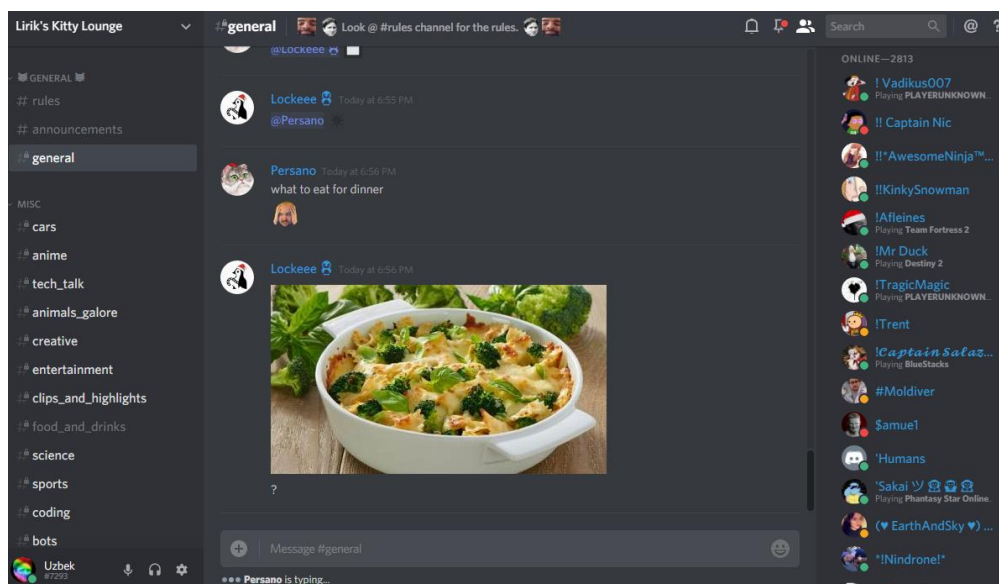 Lirik's Kitty Lounge
GENERAL
# rules
# announcements
general
MISC
cars
anime
tech_talk
animals_galore
creative
entertainment
clips_and_highlights
food_and_drinks
science
sports
coding
bots
Uzbek
#7293
general
Look @ #rules channel for the rules.
Search
@Lockeee
Lockeee Today at 6:55 PM
@Persano
Persano Today at 6:56 PM
what to eat for dinner
Lockeee Today at 6:56 PM
?
Message #general
Persano is typing...
ONLINE—2813
! Vadikus007
Playing PLAYERUNKNOWN...
!! Captain Nic
!!*AwesomeNinja™...
!!KinkySnowman
!Afleines
Playing Team Fortress 2
!Mr Duck
Playing Destiny 2
!TragicMagic
Playing PLAYERUNKNOWN...
!Trent
!𝓒𝓪𝓹𝓽𝓪𝓲𝓷 𝓢𝓪𝓵𝓪𝔃...
Playing BlueStacks
#Moldiver
$amue1
'Humans
'Sakai ツ
Playing Phantasy Star Online...
(♥ EarthAndSky ♥) ...
*!Nindrone!*